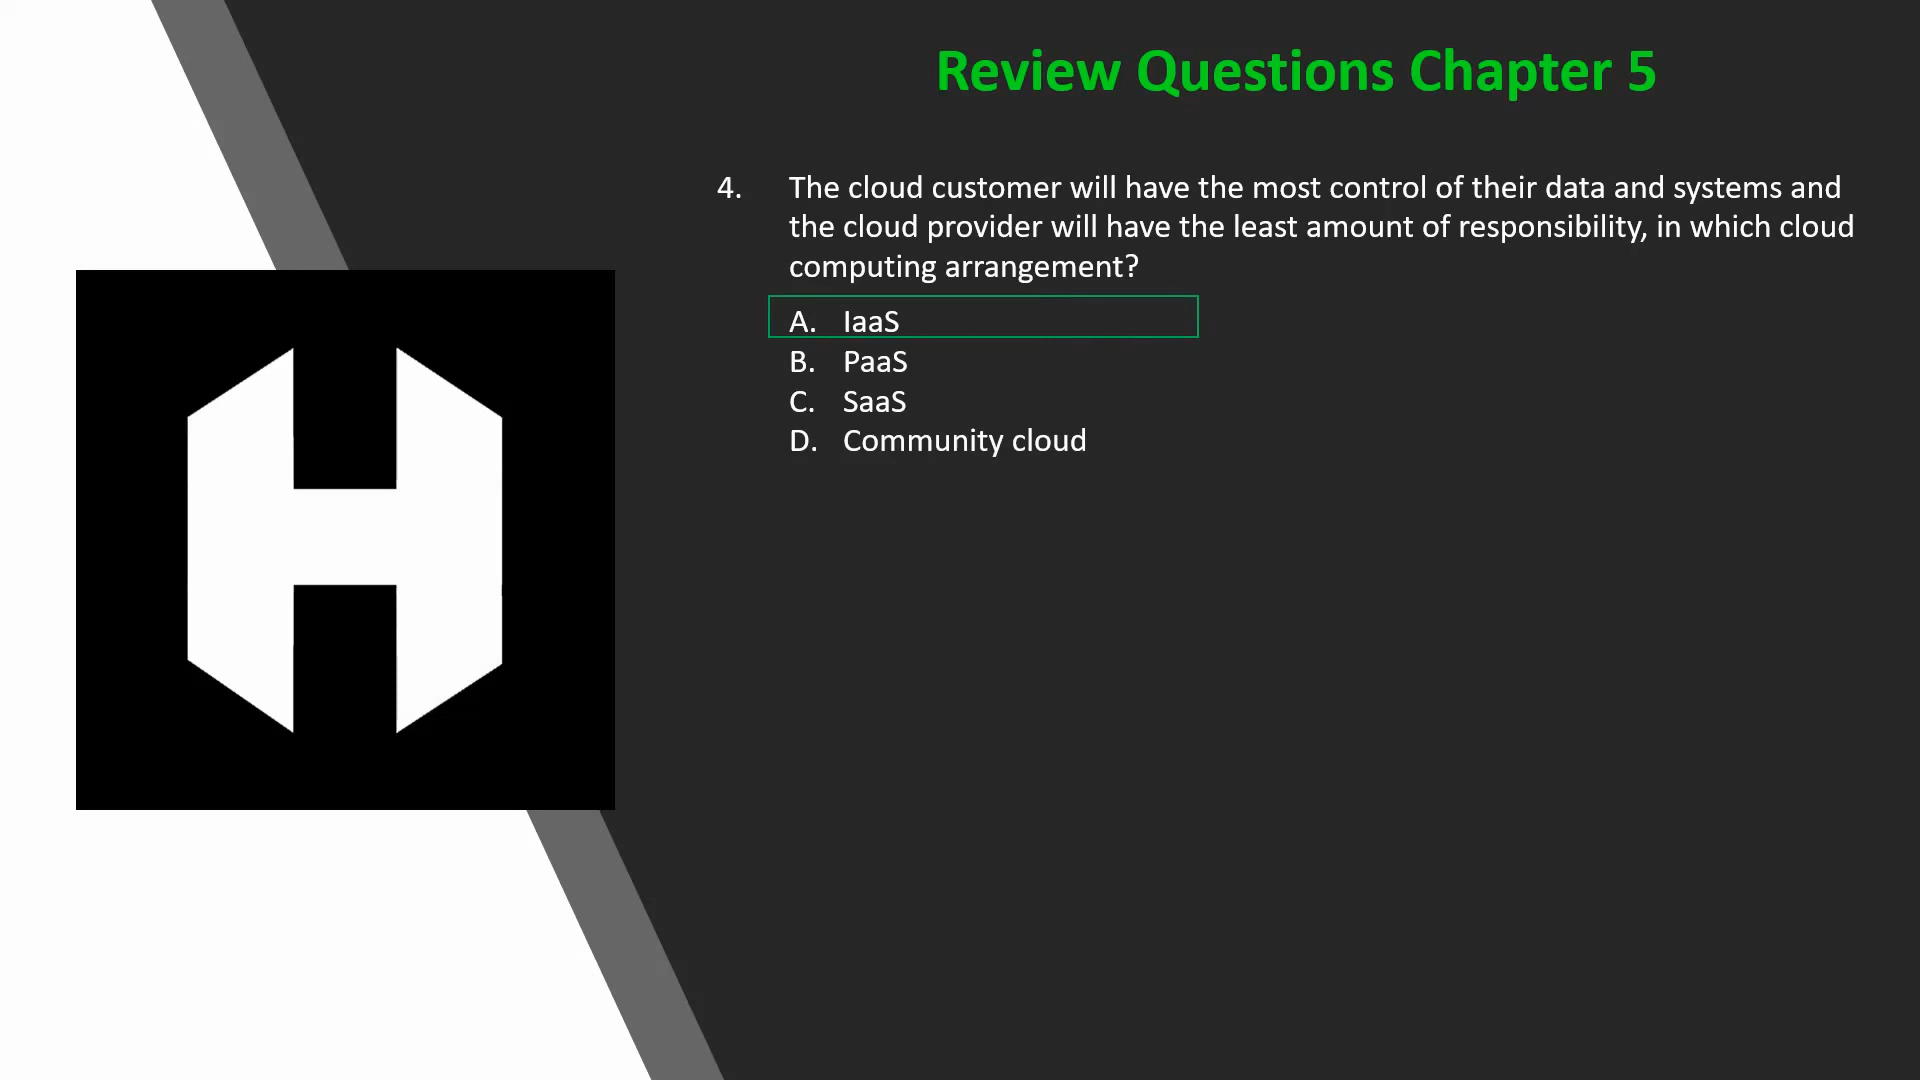 Review Questions Chapter 5
4. The cloud customer will have the most control of their data and systems and
the cloud provider will have the least amount of responsibility, in which cloud
computing arrangement?
A. IaaS
B. PaaS
C. SaaS
D. Community cloud